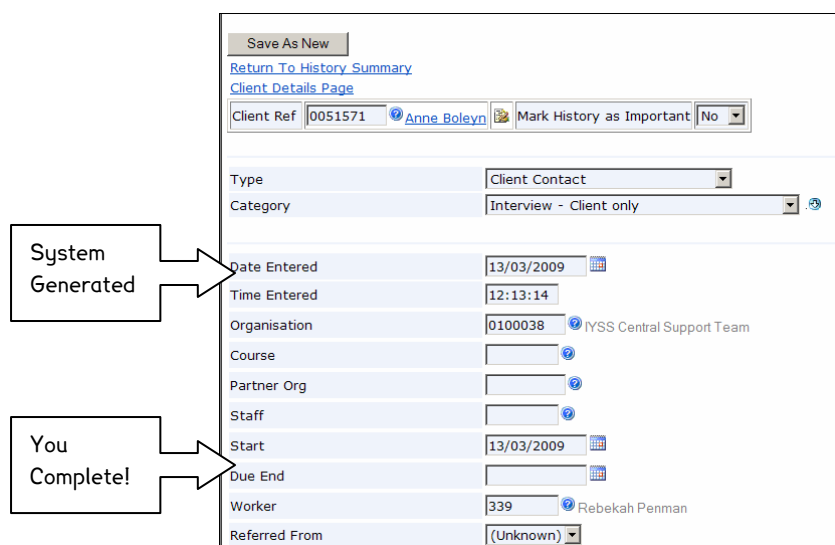 Save As New
Return To History Summary
Client Details Page
Client Ref 0051571 Anne Boleyn Mark History as Important No
Type Client Contact
Category Interview - Client only
System
Generated
Date Entered 13/03/2009
Time Entered 12:13:14
Organisation 0100038 IYSS Central Support Team
Course
Partner Org
Staff
You
Complete!
Start 13/03/2009
Due End
Worker 339 Rebekah Penman
Referred From (Unknown)